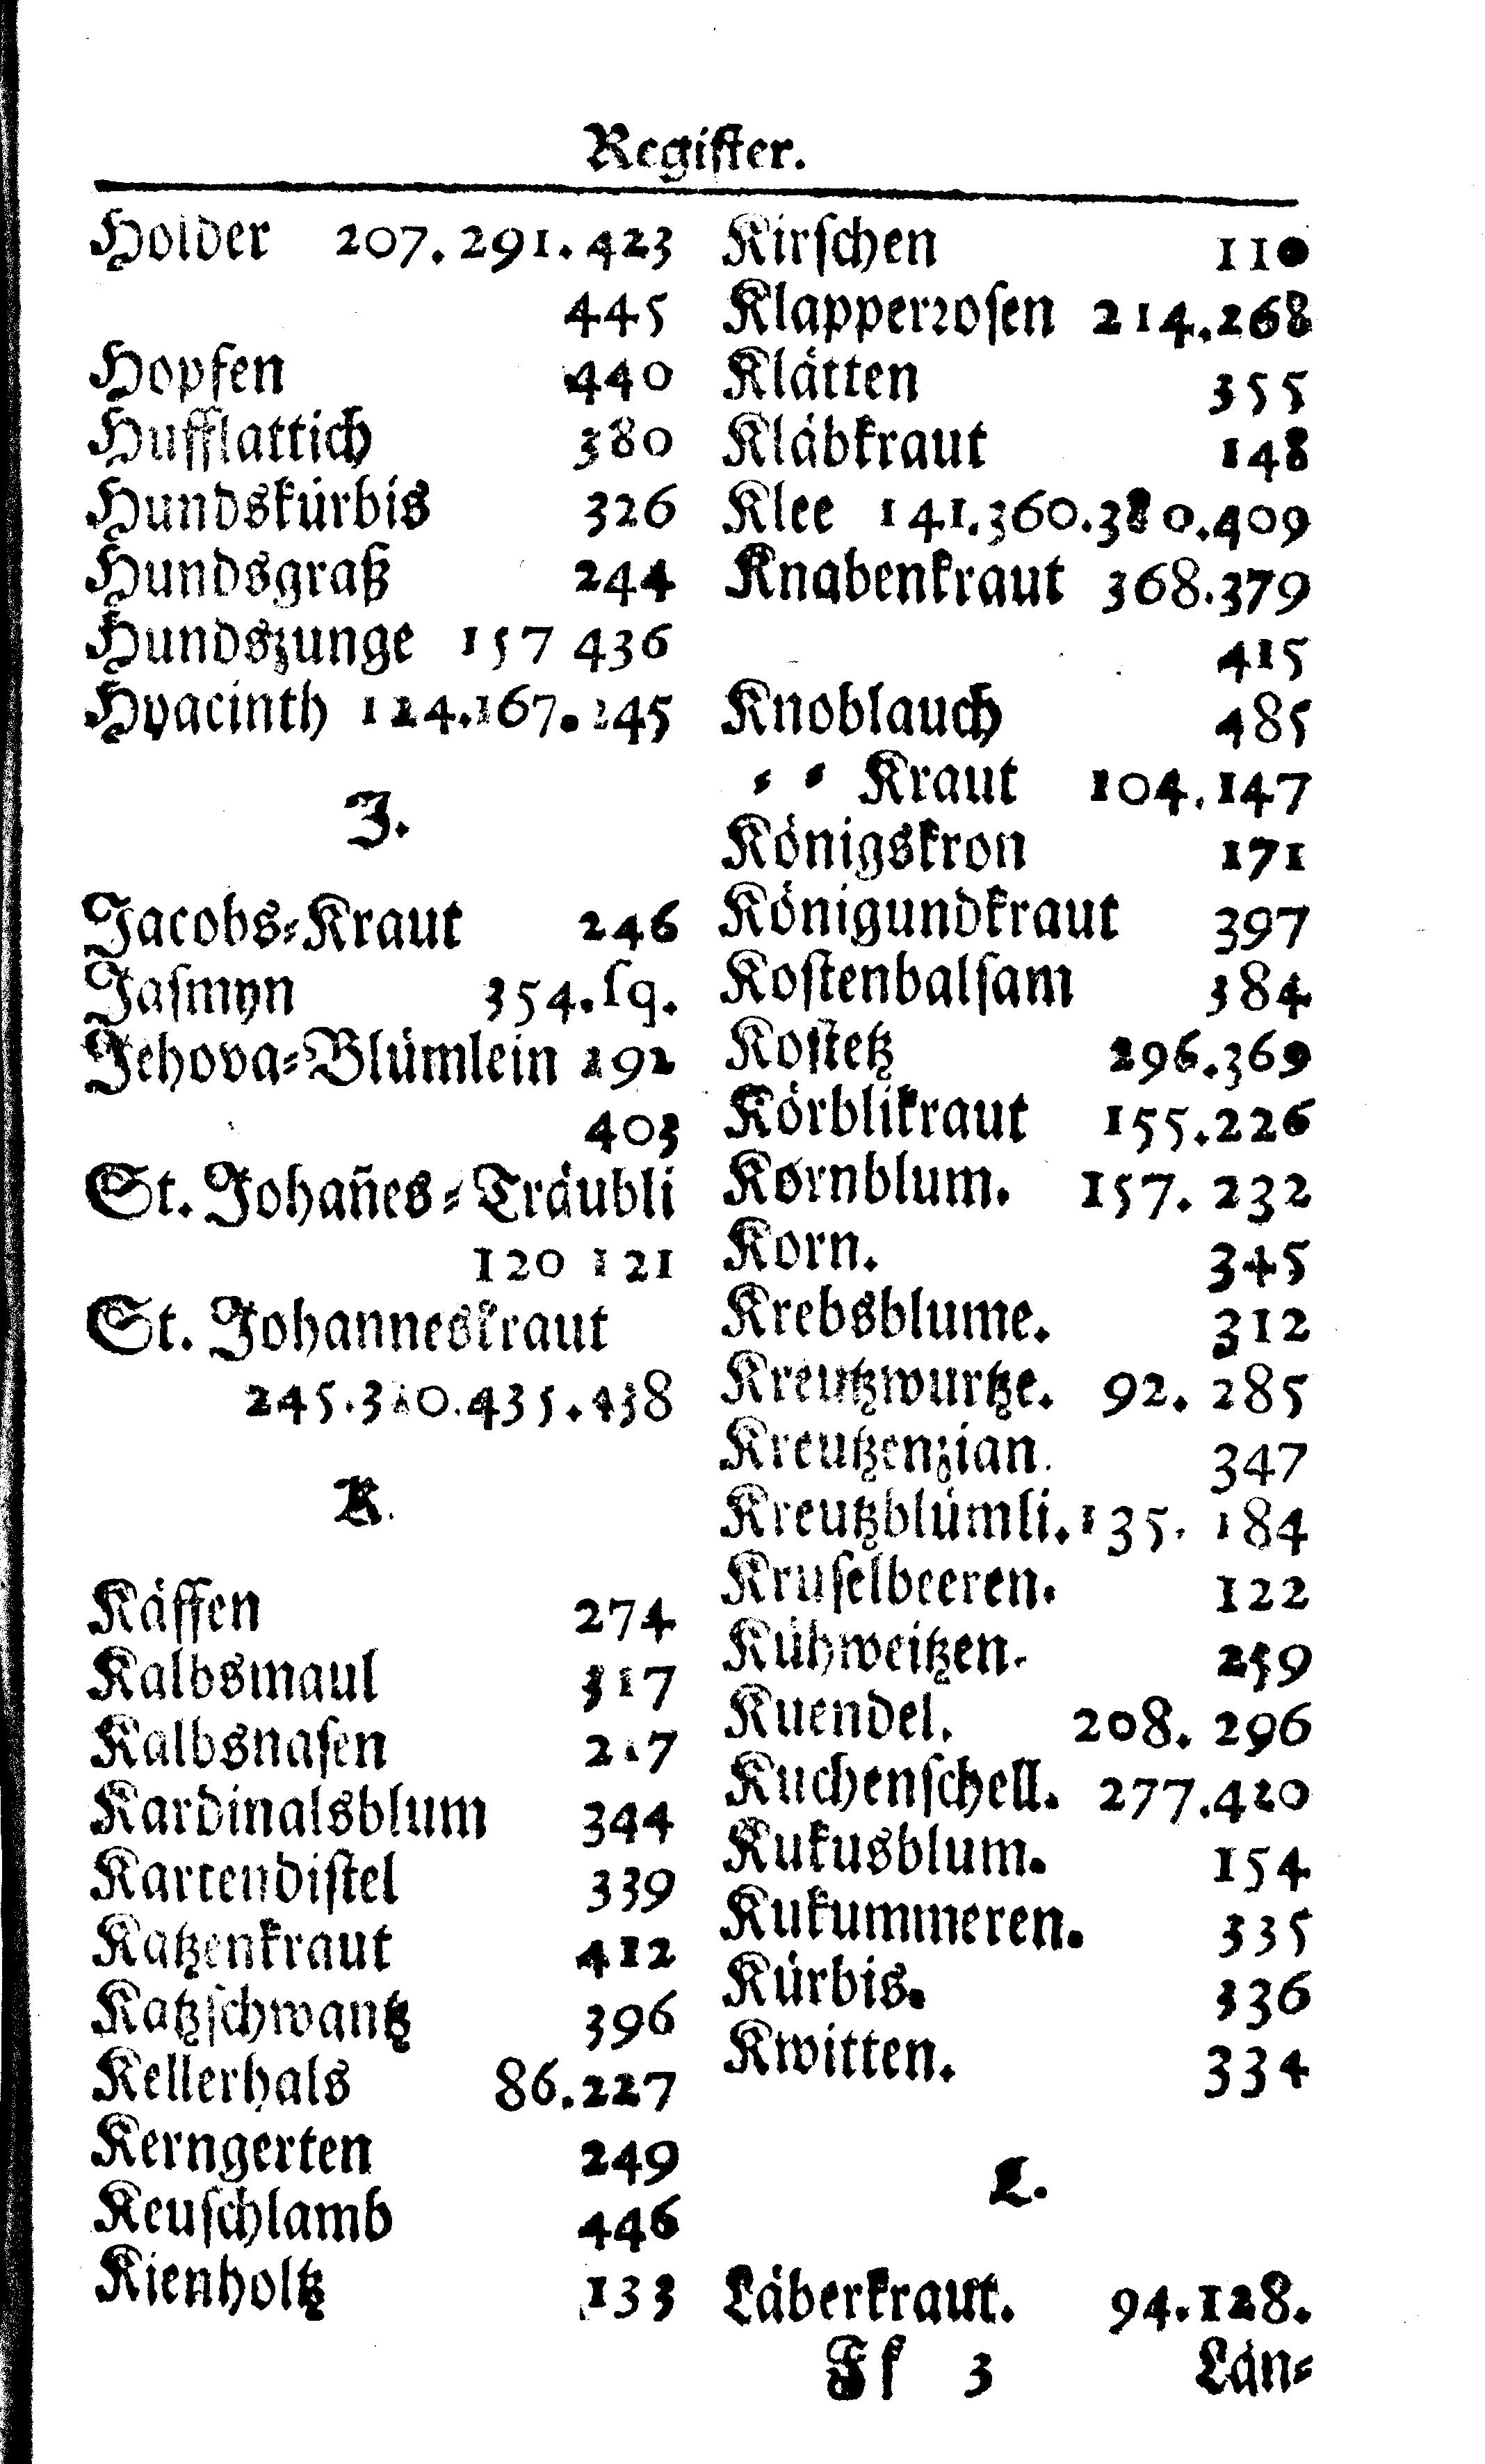 Register.
Holder 207. 291. 423
445
Hopfen 440
Hufflattich 380
Hundskürbis 326
Hundsgraß 244
Hundszunge 157 436
Hyacinth 124.167. 245
J.
Jacobs-Kraut 246
Jasmyn 354. sq.
Jehova-Blümlein 192
403
St. Johañes-Träubli
120 121
St. Johanneskraut
245. 435. 438
K.
Käffen 274
Kalbsmaul 317
Kalbsnasen
Kardinalsblum 344
Kartendistel 339
Katzenkraut 412
Katzschwantz 396
Kellerhals 86.227
Kerngerten 249
Keuschlamb 446
Kienholtz 133
Kirschen 110
Klapperrosen 214.268
Klätten 355
Kläbkraut 148
Klee 141.360.380.409
Knabenkraut 368.379
415
Knoblauch 485
- - Kraut 104.147
Königskron 171
Königundkraut 397
Kostenbalsam 384
Kostetz 296.369
Körblikraut 155.226
Kornblum. 157. 232
Korn. 345
Krebsblume. 312
Kreutzwurtze. 92. 285
Kreutzenzian. 347
Kreutzblümli. 135. 184
Kruselbeeren. 122
Kühweitzen. 259
Kuendel. 208. 296
Kuchenschell. 277.420
Kukusblum. 154
Kukummeren. 335
Kürbis. 336
Kwitten. 334
L.
Läberkraut. 94.128.
Ff 3 Län-